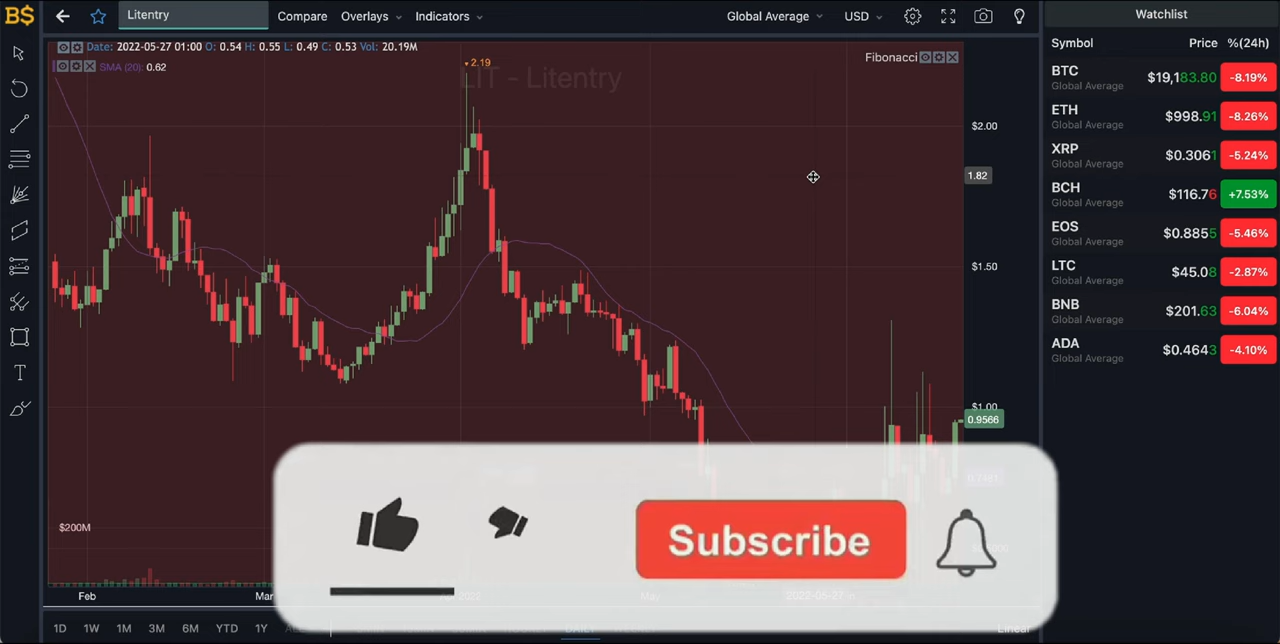 B$
Litentry
Compare
Overlays
Indicators
Global Average
USD
Date: 2022-05-27 01:00 O: 0.54 H: 0.55 L: 0.49 C: 0.53 Vol: 20.19M
SMA (20): 0.62
Fibonacci
LIT - Litentry
2.19
$2.00
1.82
$1.50
$1.00
0.9566
$200M
Feb
1D 1W 1M 3M 6M YTD 1Y
Linear
Subscribe
Watchlist
Symbol Price %(24h)
BTC $19,183.80 -8.19%
Global Average
ETH $998.91 -8.26%
Global Average
XRP $0.3061 -5.24%
Global Average
BCH $116.76 +7.53%
Global Average
EOS $0.8855 -5.46%
Global Average
LTC $45.08 -2.87%
Global Average
BNB $201.63 -6.04%
Global Average
ADA $0.4643 -4.10%
Global Average